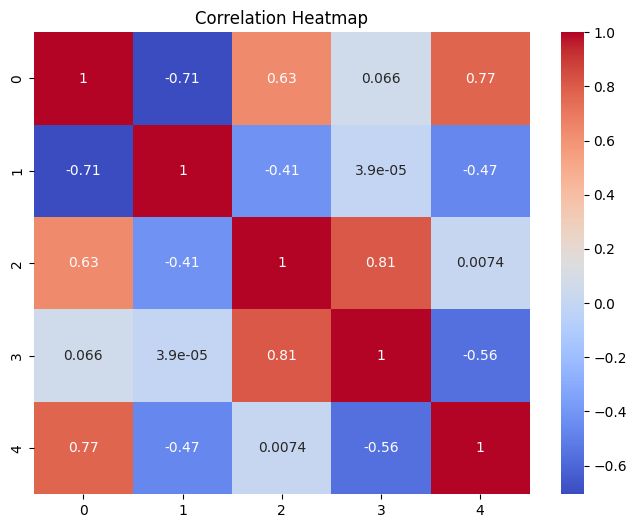 Correlation Heatmap
0 1 -0.71 0.63 0.066 0.77
1 -0.71 1 -0.41 3.9e-05 -0.47
2 0.63 -0.41 1 0.81 0.0074
3 0.066 3.9e-05 0.81 1 -0.56
4 0.77 -0.47 0.0074 -0.56 1
0 1 2 3 4
1.0
0.8
0.6
0.4
0.2
0.0
−0.2
−0.4
−0.6